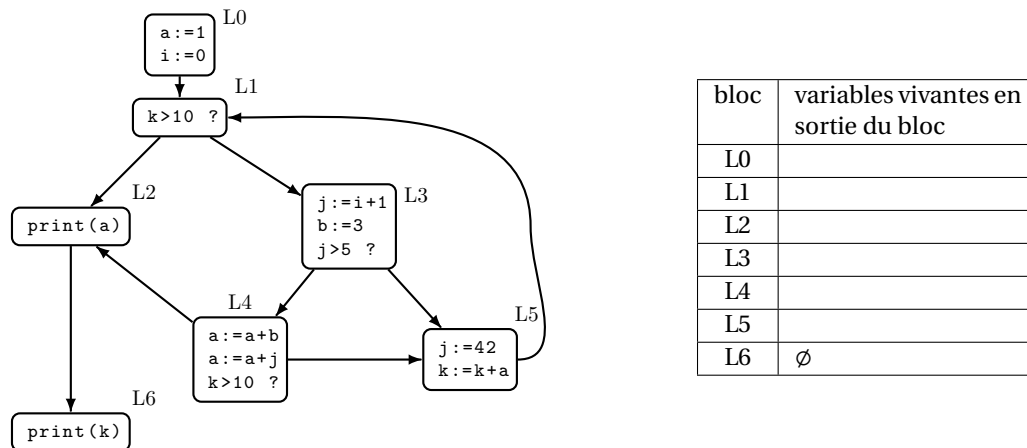 L0
a:=1
i:=0
L1
k>10 ?
L2
print(a)
L3
j:=i+1
b:=3
j>5 ?
L4
a:=a+b
a:=a+j
k>10 ?
L5
j:=42
k:=k+a
L6
print(k)
bloc variables vivantes en
sortie du bloc
L0
L1
L2
L3
L4
L5
L6 ∅